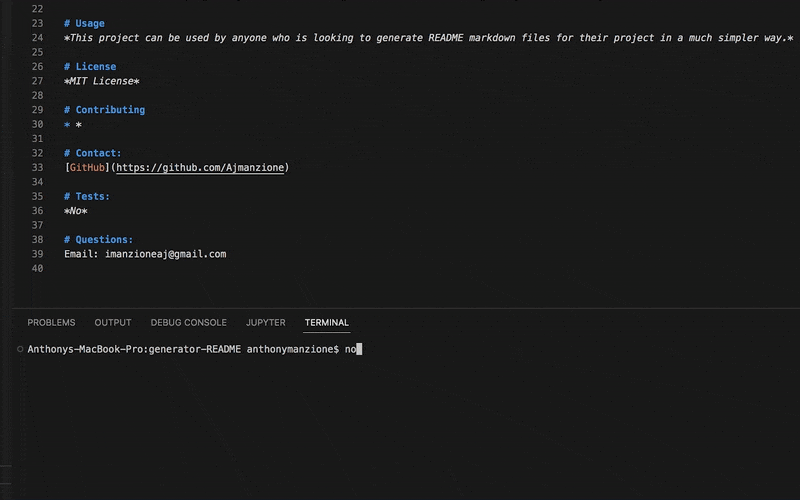 22
23 # Usage
24 *This project can be used by anyone who is looking to generate README markdown files for their project in a much simpler way.*
25
26 # License
27 *MIT License*
28
29 # Contributing
30 * *
31
32 # Contact:
33 [GitHub](https://github.com/Ajmanzione)
34
35 # Tests:
36 *No*
37
38 # Questions:
39 Email: imanzioneaj@gmail.com
40
PROBLEMS OUTPUT DEBUG CONSOLE JUPYTER TERMINAL
Anthonys-MacBook-Pro:generator-README anthonymanzione$ no